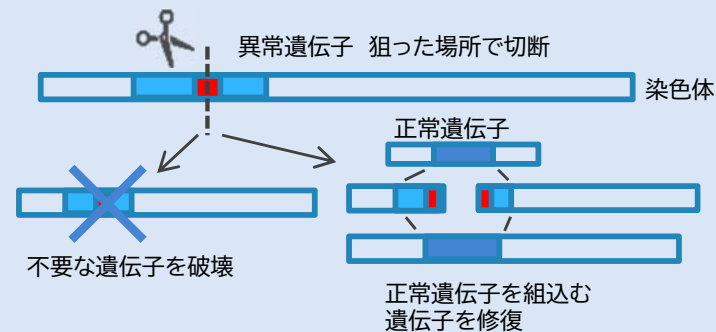 異常遺伝子 狙った場所で切断
染色体
正常遺伝子
不要な遺伝子を破壊
正常遺伝子を組込む
遺伝子を修復